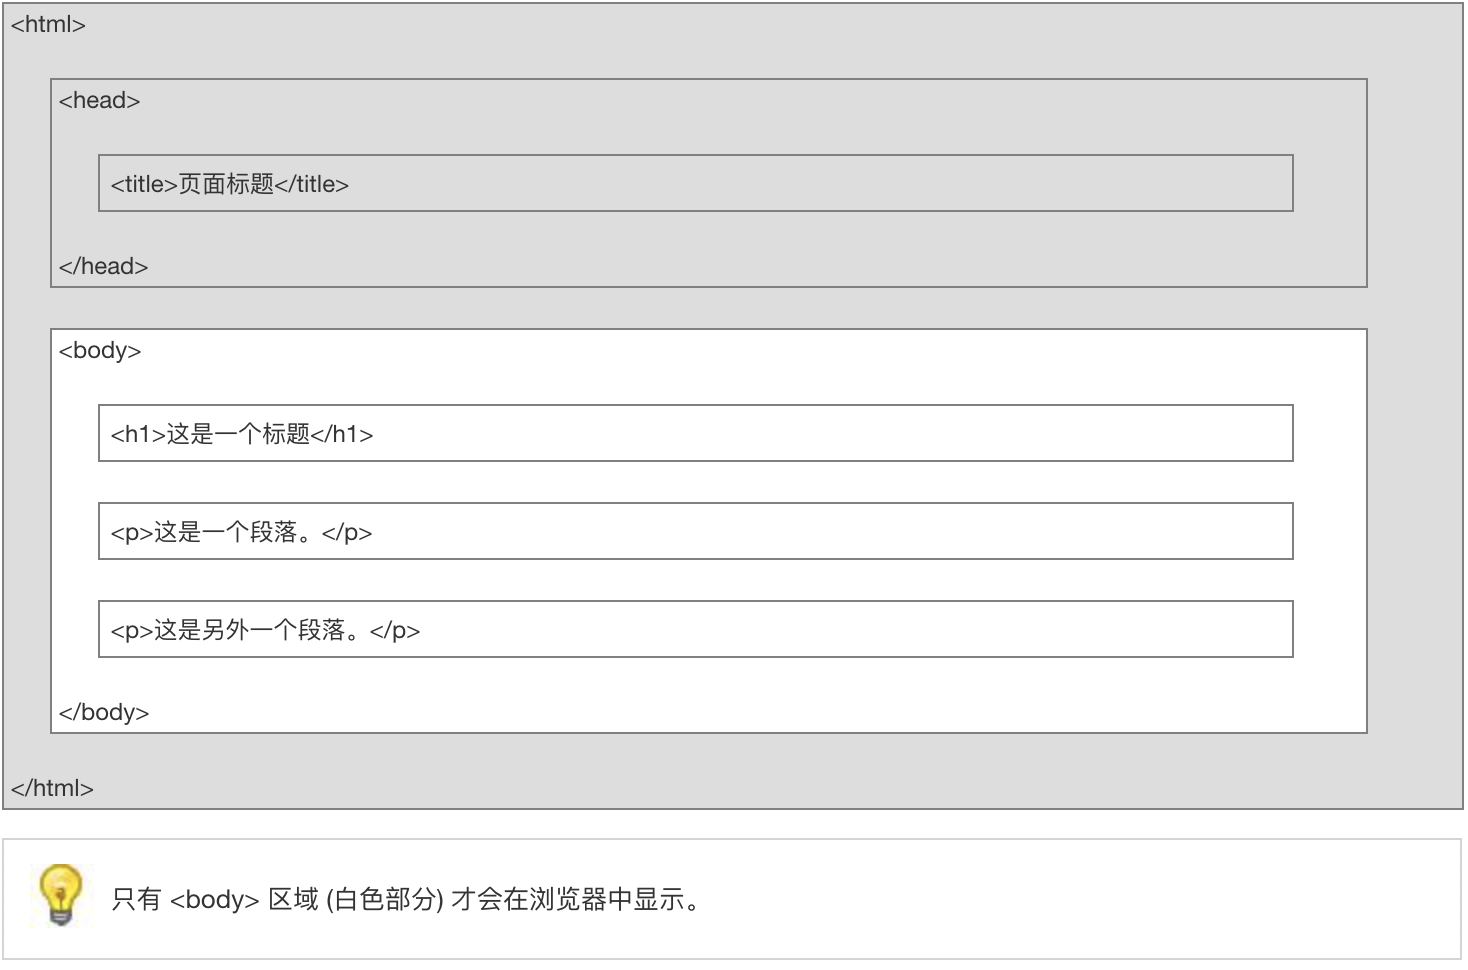 <html>
<head>
<title>页面标题</title>
</head>
<body>
<h1>这是一个标题</h1>
<p>这是一个段落。</p>
<p>这是另外一个段落。</p>
</body>
</html>
只有 <body> 区域 (白色部分) 才会在浏览器中显示。